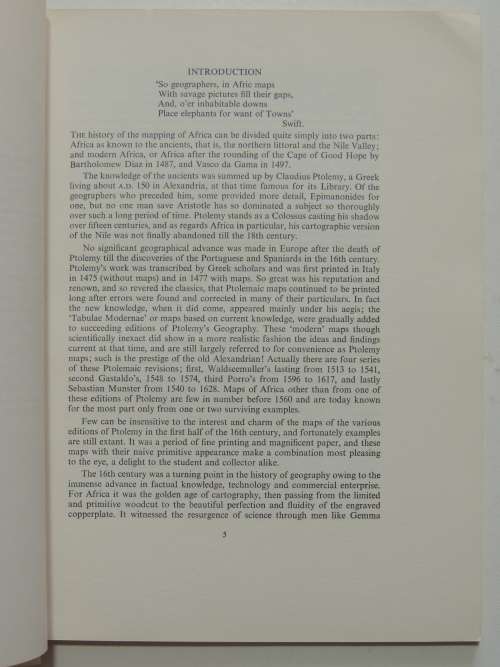 INTRODUCTION
'So geographers, in Afric maps
With savage pictures fill their gaps,
And, o'er inhabitable downs
Place elephants for want of Towns'
Swift.
THE history of the mapping of Africa can be divided quite simply into two parts:
Africa as known to the ancients, that is, the northern littoral and the Nile Valley;
and modern Africa, or Africa after the rounding of the Cape of Good Hope by
Bartholomew Diaz in 1487, and Vasco da Gama in 1497.
The knowledge of the ancients was summed up by Claudius Ptolemy, a Greek
living about A.D. 150 in Alexandria, at that time famous for its Library. Of the
geographers who preceded him, some provided more detail, Epimanonides for
one, but no one man save Aristotle has so dominated a subject so thoroughly
over such a long period of time. Ptolemy stands as a Colossus casting his shadow
over fifteen centuries, and as regards Africa in particular, his cartographic version
of the Nile was not finally abandoned till the 18th century.
No significant geographical advance was made in Europe after the death of
Ptolemy till the discoveries of the Portuguese and Spaniards in the 16th century.
Ptolemy's work was transcribed by Greek scholars and was first printed in Italy
in 1475 (without maps) and in 1477 with maps. So great was his reputation and
renown, and so revered the classics, that Ptolemaic maps continued to be printed
long after errors were found and corrected in many of their particulars. In fact
the new knowledge, when it did come, appeared mainly under his aegis; the
'Tabulae Modernae' or maps based on current knowledge, were gradually added
to succeeding editions of Ptolemy's Geography. These 'modern' maps though
scientifically inexact did show in a more realistic fashion the ideas and findings
current at that time, and are still largely referred to for convenience as Ptolemy
maps; such is the prestige of the old Alexandrian! Actually there are four series
of these Ptolemaic revisions; first, Waldseemuller's lasting from 1513 to 1541,
second Gastaldo's, 1548 to 1574, third Porro's from 1596 to 1617, and lastly
Sebastian Munster from 1540 to 1628. Maps of Africa other than from one of
these editions of Ptolemy are few in number before 1560 and are today known
for the most part only from one or two surviving examples.
Few can be insensitive to the interest and charm of the maps of the various
editions of Ptolemy in the first half of the 16th century, and fortunately examples
are still extant. It was a period of fine printing and magnificent paper, and these
maps with their naive primitive appearance make a combination most pleasing
to the eye, a delight to the student and collector alike.
The 16th century was a turning point in the history of geography owing to the
immense advance in factual knowledge, technology and commercial enterprise.
For Africa it was the golden age of cartography, then passing from the limited
and primitive woodcut to the beautiful perfection and fluidity of the engraved
copperplate. It witnessed the resurgence of science through men like Gemma
5